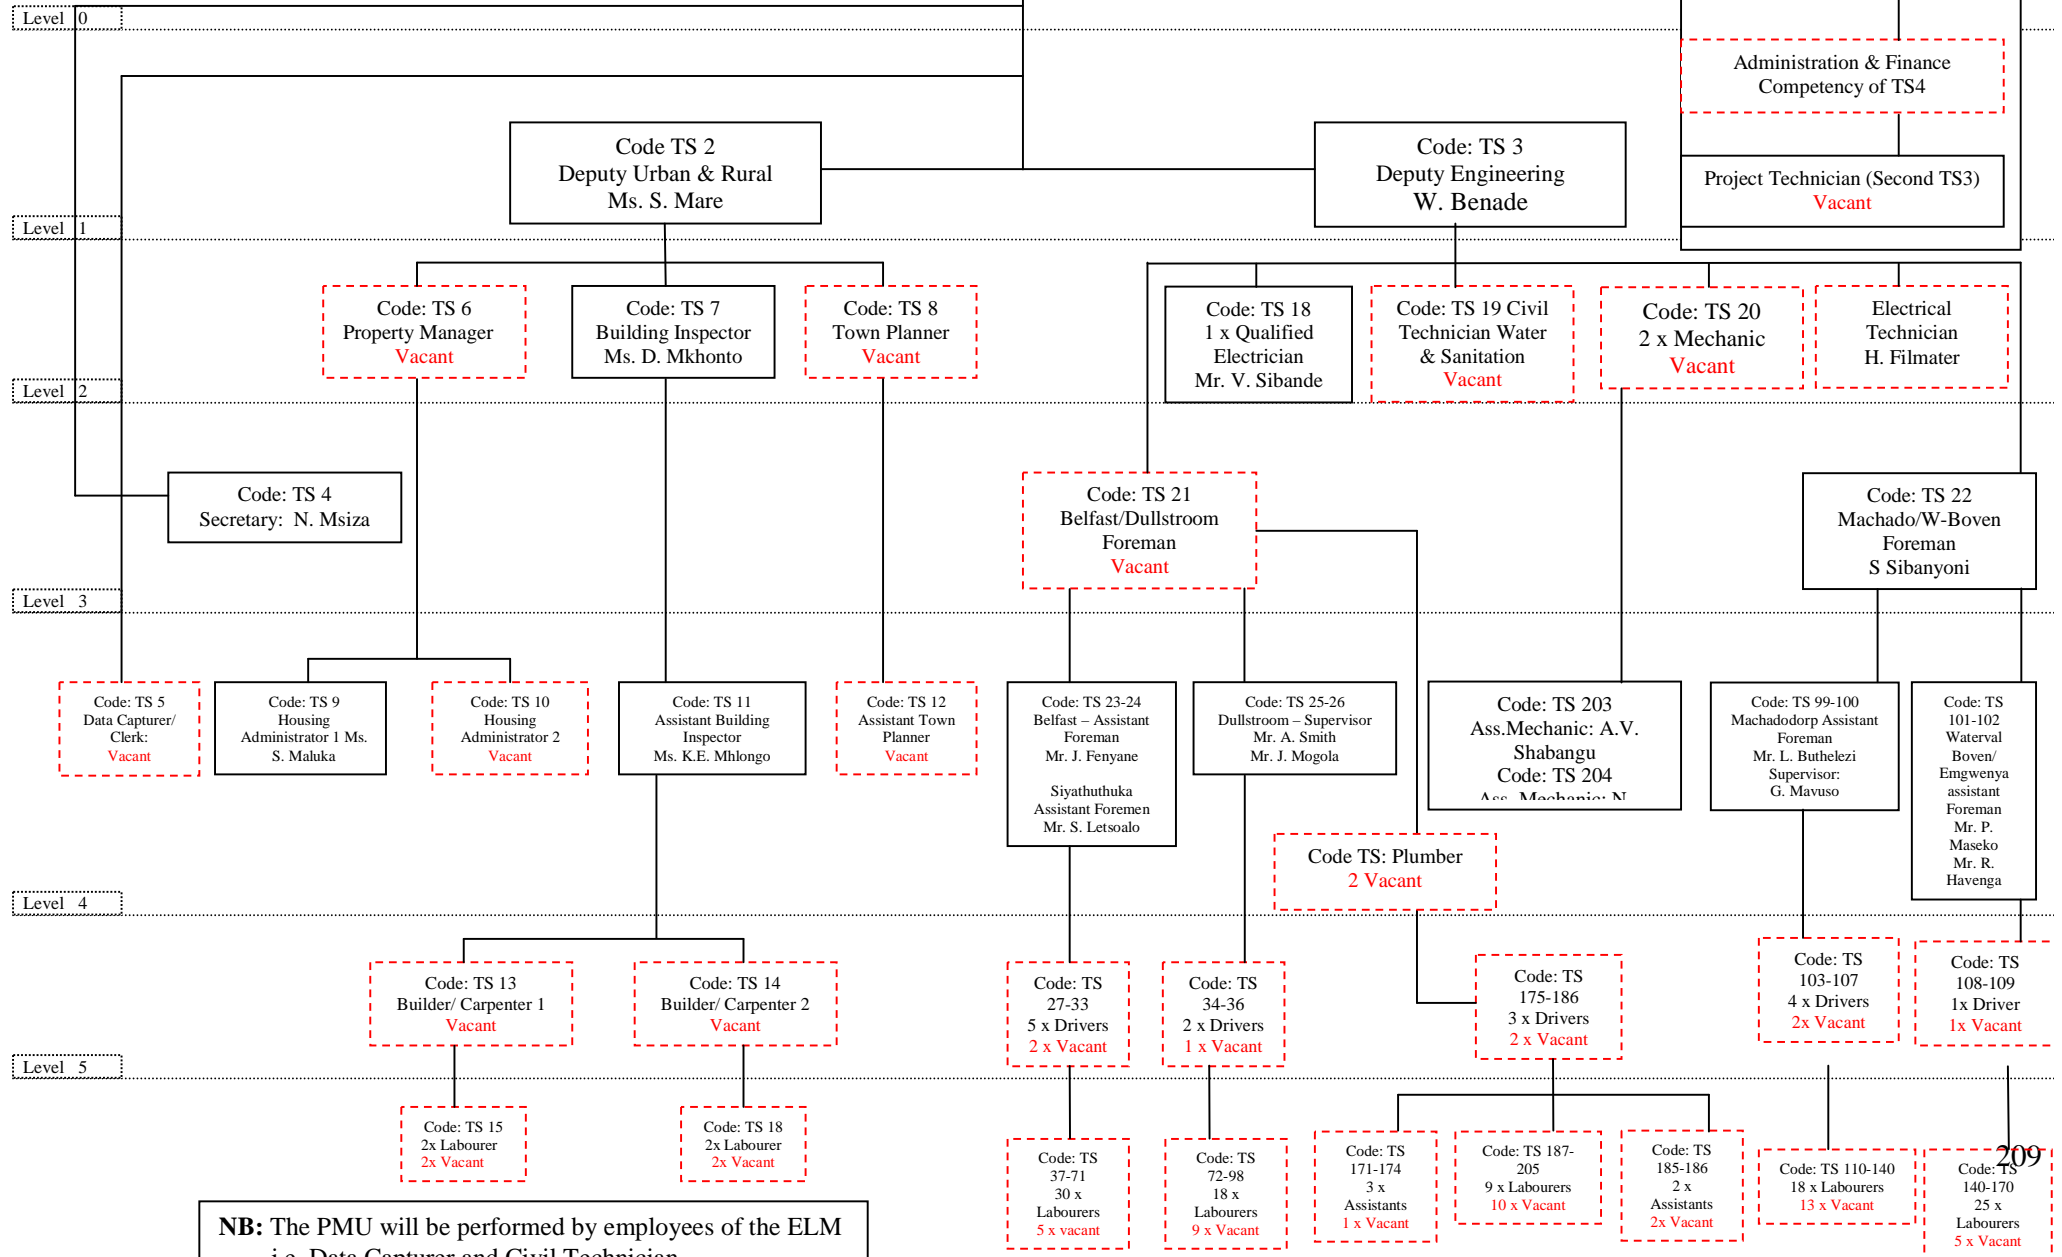 Level 0
Administration & Finance
Competency of TS4
Code TS 2
Deputy Urban & Rural
Ms. S. Mare
Code: TS 3
Deputy Engineering
W. Benade
Project Technician (Second TS3)
Vacant
Level 1
Code: TS 6
Property Manager
Vacant
Code: TS 7
Building Inspector
Ms. D. Mkhonto
Code: TS 8
Town Planner
Vacant
Code: TS 18
1 x Qualified
Electrician
Mr. V. Sibande
Code: TS 19 Civil
Technician Water
& Sanitation
Vacant
Code: TS 20
2 x Mechanic
Vacant
Electrical
Technician
H. Filmater
Level 2
Code: TS 4
Secretary: N. Msiza
Code: TS 21
Belfast/Dullstroom
Foreman
Vacant
Code: TS 22
Machado/W-Boven
Foreman
S Sibanyoni
Level 3
Code: TS 5
Data Capturer/
Clerk:
Vacant
Code: TS 9
Housing
Administrator 1 Ms.
S. Maluka
Code: TS 10
Housing
Administrator 2
Vacant
Code: TS 11
Assistant Building
Inspector
Ms. K.E. Mhlongo
Code: TS 12
Assistant Town
Planner
Vacant
Code: TS 23-24
Belfast – Assistant
Foreman
Mr. J. Fenyane
Siyathuthuka
Assistant Foremen
Mr. S. Letsoalo
Code: TS 25-26
Dullstroom – Supervisor
Mr. A. Smith
Mr. J. Mogola
Code: TS 203
Ass.Mechanic: A.V.
Shabangu
Code: TS 204
Ass. Mechanic: N
Code: TS 99-100
Machadodorp Assistant
Foreman
Mr. L. Buthelezi
Supervisor:
G. Mavuso
Code: TS
101-102
Waterval
Boven/
Emgwenya
assistant
Foreman
Mr. P.
Maseko
Mr. R.
Havenga
Code TS: Plumber
2 Vacant
Level 4
Code: TS 13
Builder/ Carpenter 1
Vacant
Code: TS 14
Builder/ Carpenter 2
Vacant
Code: TS
27-33
5 x Drivers
2 x Vacant
Code: TS
34-36
2 x Drivers
1 x Vacant
Code: TS
175-186
3 x Drivers
2 x Vacant
Code: TS
103-107
4 x Drivers
2x Vacant
Code: TS
108-109
1x Driver
1x Vacant
Level 5
Code: TS 15
2x Labourer
2x Vacant
Code: TS 18
2x Labourer
2x Vacant
Code: TS
37-71
30 x
Labourers
5 x vacant
Code: TS
72-98
18 x
Labourers
9 x Vacant
Code: TS
171-174
3 x
Assistants
1 x Vacant
Code: TS 187-
205
9 x Labourers
10 x Vacant
Code: TS
185-186
2 x
Assistants
2x Vacant
Code: TS 110-140
18 x Labourers
13 x Vacant
Code: TS
140-170
25 x
Labourers
5 x Vacant
209
NB: The PMU will be performed by employees of the ELM
i.e. Data Capturer and Civil Technician